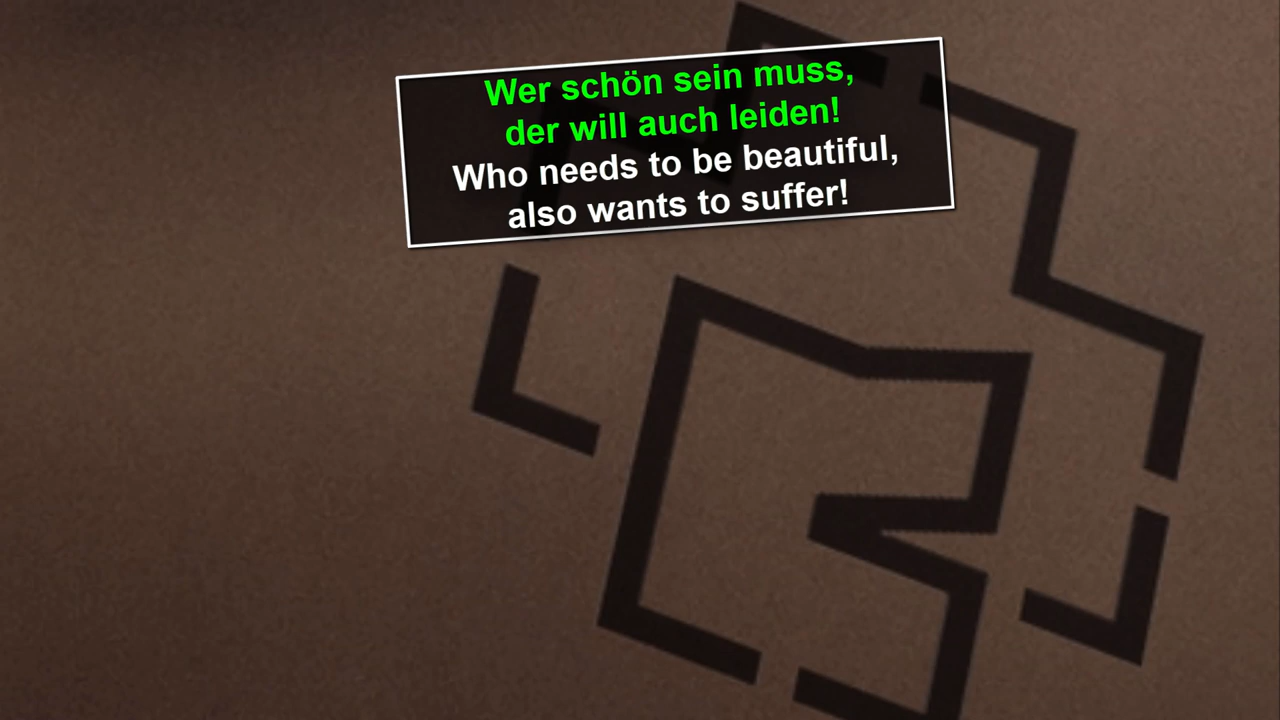 Wer schön sein muss,
der will auch leiden!
Who needs to be beautiful,
also wants to suffer!